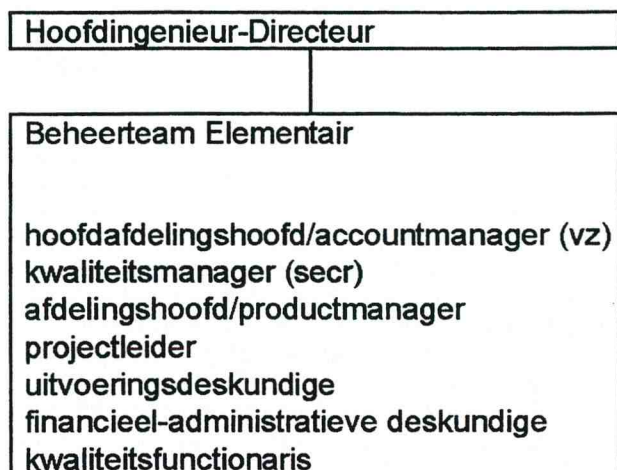 Hoofdingenieur-Directeur
Beheerteam Elementair
hoofdafdelingshoofd/accountmanager (vz)
kwaliteitsmanager (secr)
afdelingshoofd/productmanager
projectleider
uitvoeringsdeskundige
financieel-administratieve deskundige
kwaliteitsfunctionaris